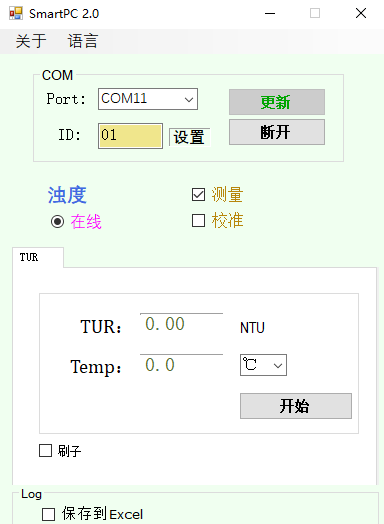 SmartPC 2.0
关于 语言
COM
Port: COM11 更新
ID: 01 设置 断开
浊度 测量
在线 校准
TUR
TUR: 0.00 NTU
Temp: 0.0 ℃
开始
刷子
Log
保存到Excel